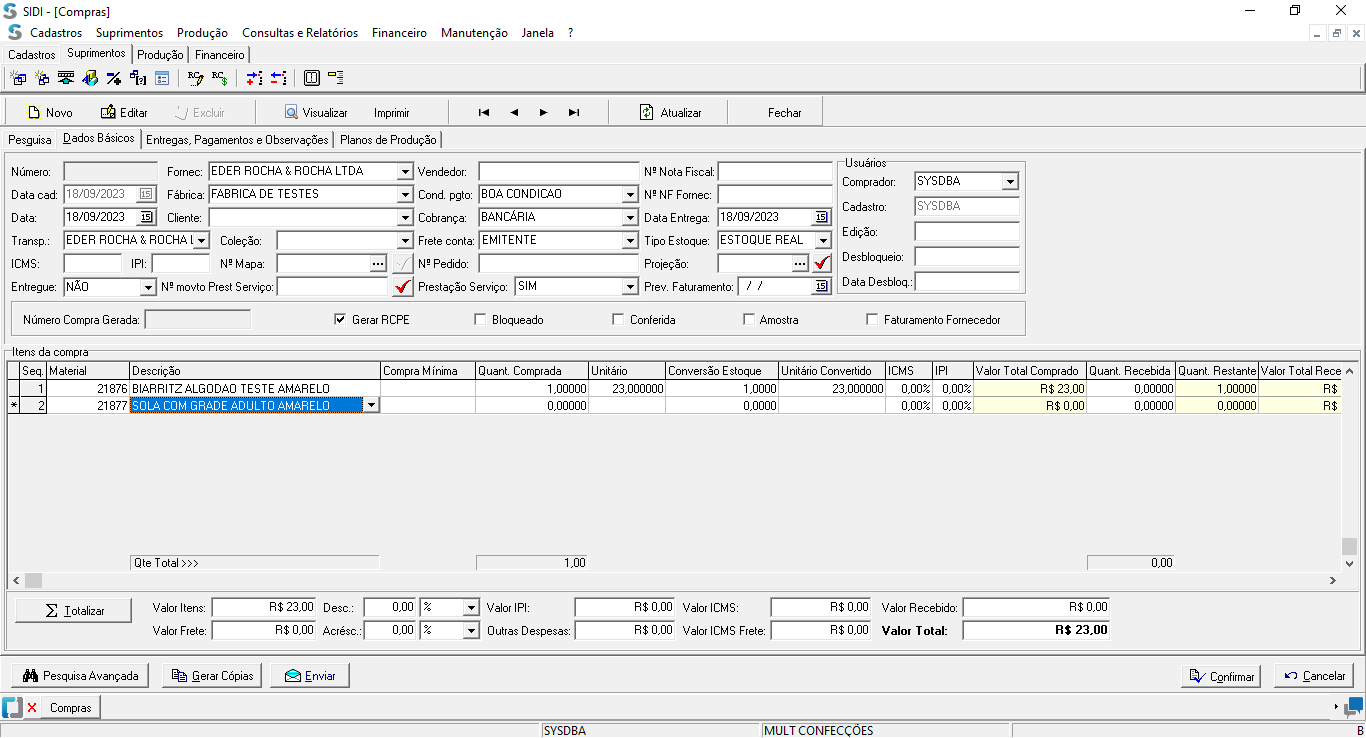 SIDI - [Compras]
Cadastros Suprimentos Produção Consultas e Relatórios Financeiro Manutenção Janela ?
Cadastros Suprimentos Produção Financeiro
Novo Editar Excluir Visualizar Imprimir Atualizar Fechar
Pesquisa Dados Básicos Entregas, Pagamentos e Observações Planos de Produção
Número: Fornec: EDER ROCHA & ROCHA LTDA Vendedor: Nº Nota Fiscal:
Data cad: 18/09/2023 15 Fábrica: FABRICA DE TESTES Cond. pgto: BOA CONDICAO Nº NF Fornec:
Data: 18/09/2023 15 Cliente: Cobrança: BANCÁRIA Data Entrega: 18/09/2023 15
Transp.: EDER ROCHA & ROCHA L Coleção: Frete conta: EMITENTE Tipo Estoque: ESTOQUE REAL
ICMS: IPI: Nº Mapa: ... Nº Pedido: Projeção: ...
Entregue: NÃO Nº movto Prest Serviço: Prestação Serviço: SIM Prev. Faturamento: / / 15
Usuários
Comprador: SYSDBA
Cadastro: SYSDBA
Edição:
Desbloqueio:
Data Desbloq.:
Número Compra Gerada: Gerar RCPE Bloqueado Conferida Amostra Faturamento Fornecedor
Itens da compra
Seq. Material Descrição Compra Mínima Quant. Comprada Unitário Conversão Estoque Unitário Convertido ICMS IPI Valor Total Comprado Quant. Recebida Quant. Restante Valor Total Rece
1 21876 BIARRITZ ALGODAO TESTE AMARELO 1,00000 23,000000 1,0000 23,000000 0,00% 0,00% R$ 23,00 0,00000 1,00000 R$
* 2 21877 SOLA COM GRADE ADULTO AMARELO 0,00000 0,0000 0,00% 0,00% R$ 0,00 0,00000 0,00000 R$
Qte Total >>> 1,00 0,00
Σ Totalizar Valor Itens: R$ 23,00 Desc.: 0,00 % Valor IPI: R$ 0,00 Valor ICMS: R$ 0,00 Valor Recebido: R$ 0,00
Valor Frete: R$ 0,00 Acrésc.: 0,00 % Outras Despesas: R$ 0,00 Valor ICMS Frete: R$ 0,00 Valor Total: R$ 23,00
Pesquisa Avançada Gerar Cópias Enviar Confirmar Cancelar
Compras
SYSDBA MULT CONFECÇÕES B